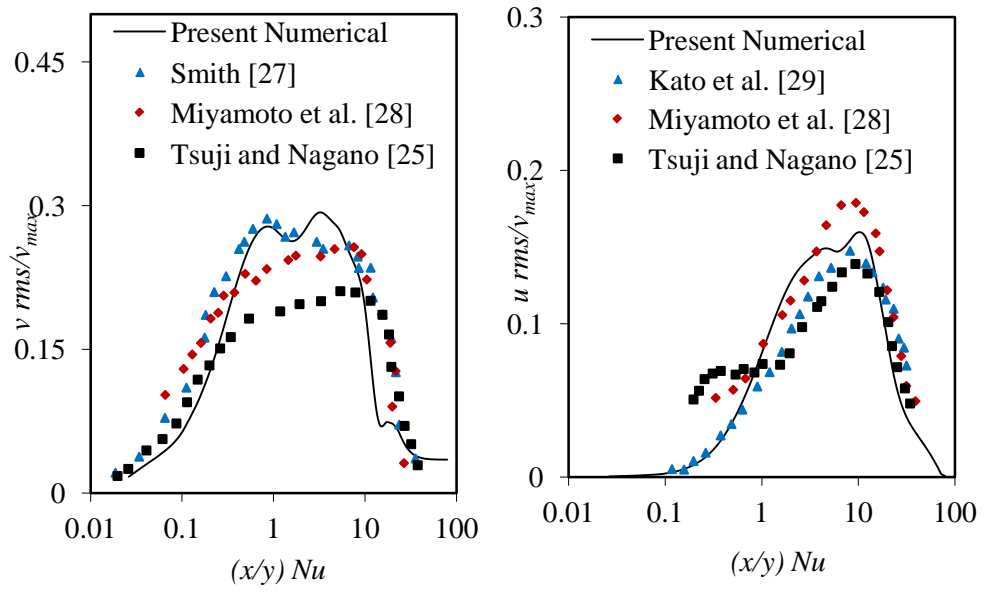 Present Numerical
Smith [27]
Miyamoto et al. [28]
Tsuji and Nagano [25]
0.45
0.3
0.15
0
v rms/vmax
0.01
0.1
1
10
100
(x/y) Nu
Present Numerical
Kato et al. [29]
Miyamoto et al. [28]
Tsuji and Nagano [25]
0.3
0.2
0.1
0
u rms/vmax
0.01
0.1
1
10
100
(x/y) Nu